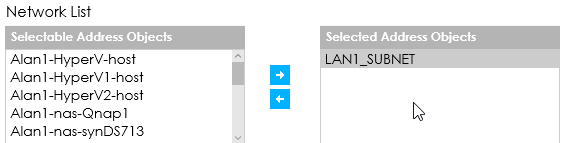 Network List
Selectable Address Objects
Selected Address Objects
Alan1-HyperV-host
Alan1-HyperV1-host
Alan1-HyperV2-host
Alan1-nas-Qnap1
Alan1-nas-synDS713
LAN1_SUBNET